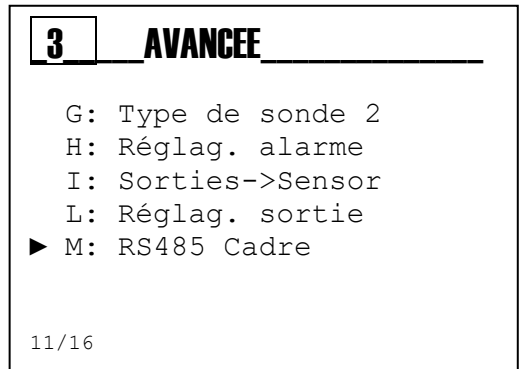 3 AVANCEE
G: Type de sonde 2
H: Réglag. alarme
I: Sorties->Sensor
L: Réglag. sortie
► M: RS485 Cadre
11/16